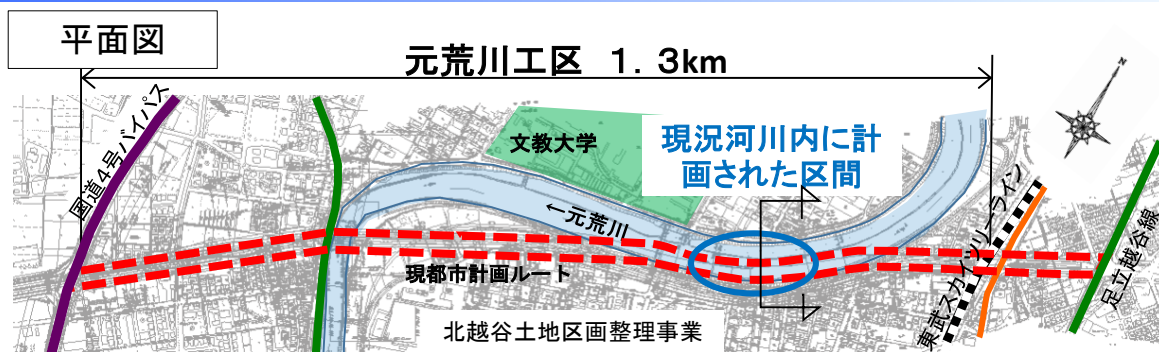 平面図
元荒川工区 1.3km
N
国道4号バイパス
文教大学
現況河川内に計
画された区間
←元荒川
現都市計画ルート
北越谷土地区画整理事業
東武スカイツリーライン
足立越谷線